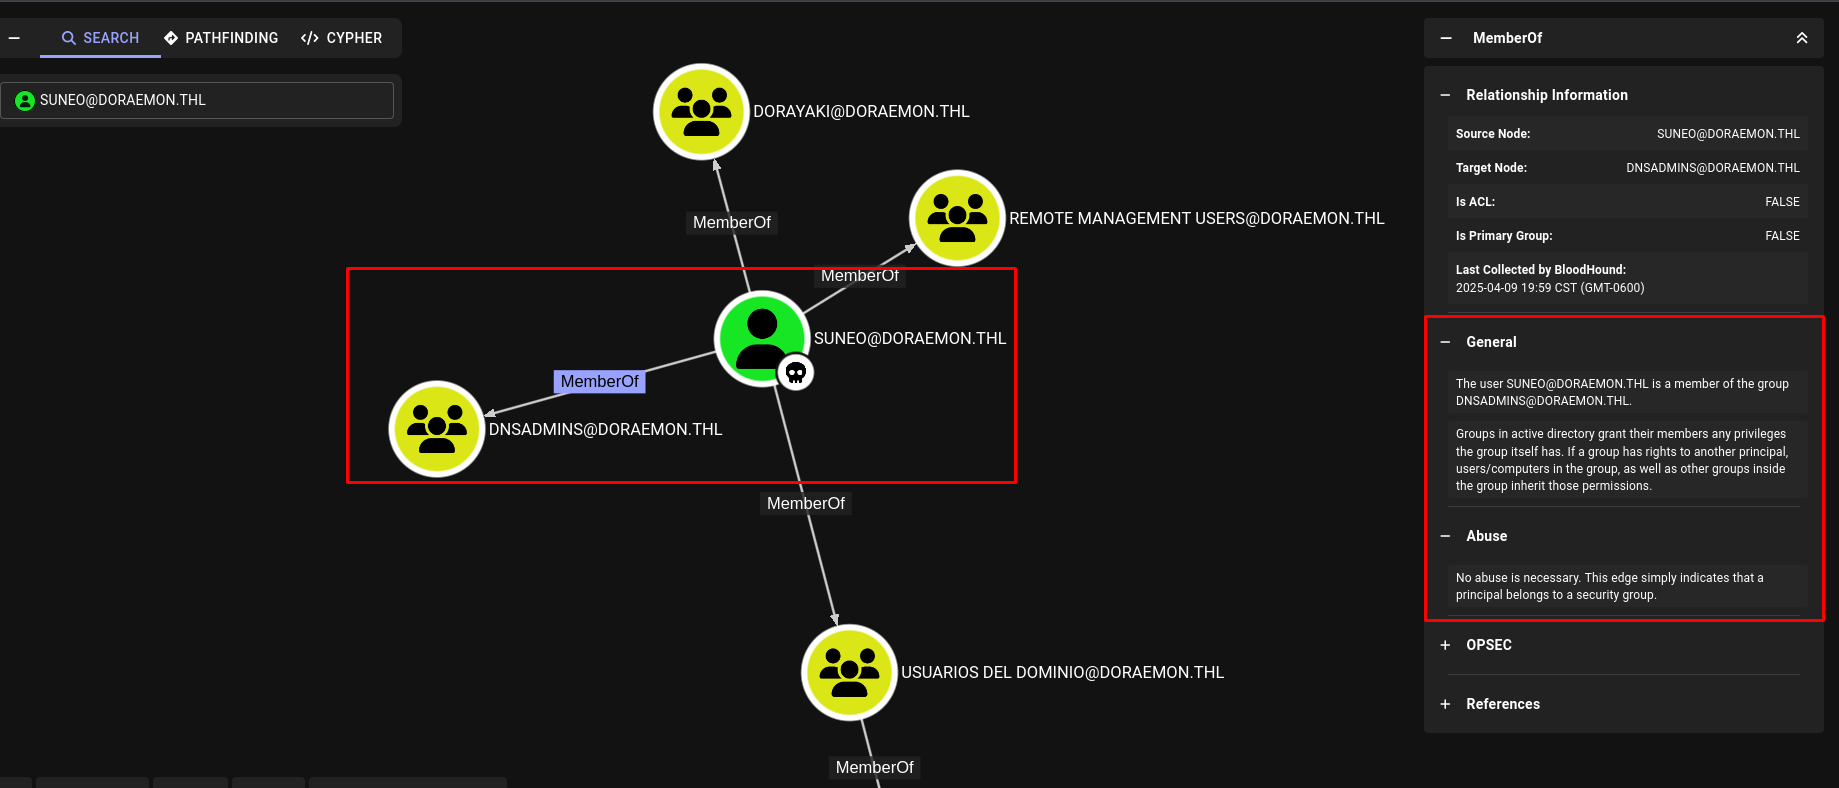 SEARCH PATHFINDING CYPHER
SUNEO@DORAEMON.THL
DORAYAKI@DORAEMON.THL
MemberOf
REMOTE MANAGEMENT USERS@DORAEMON.THL
MemberOf
SUNEO@DORAEMON.THL
MemberOf
DNSADMINS@DORAEMON.THL
MemberOf
USUARIOS DEL DOMINIO@DORAEMON.THL
MemberOf
MemberOf
Relationship Information
Source Node: SUNEO@DORAEMON.THL
Target Node: DNSADMINS@DORAEMON.THL
Is ACL: FALSE
Is Primary Group: FALSE
Last Collected by BloodHound:
2025-04-09 19:59 CST (GMT-0600)
General
The user SUNEO@DORAEMON.THL is a member of the group
DNSADMINS@DORAEMON.THL.
Groups in active directory grant their members any privileges
the group itself has. If a group has rights to another principal,
users/computers in the group, as well as other groups inside
the group inherit those permissions.
Abuse
No abuse is necessary. This edge simply indicates that a
principal belongs to a security group.
OPSEC
References